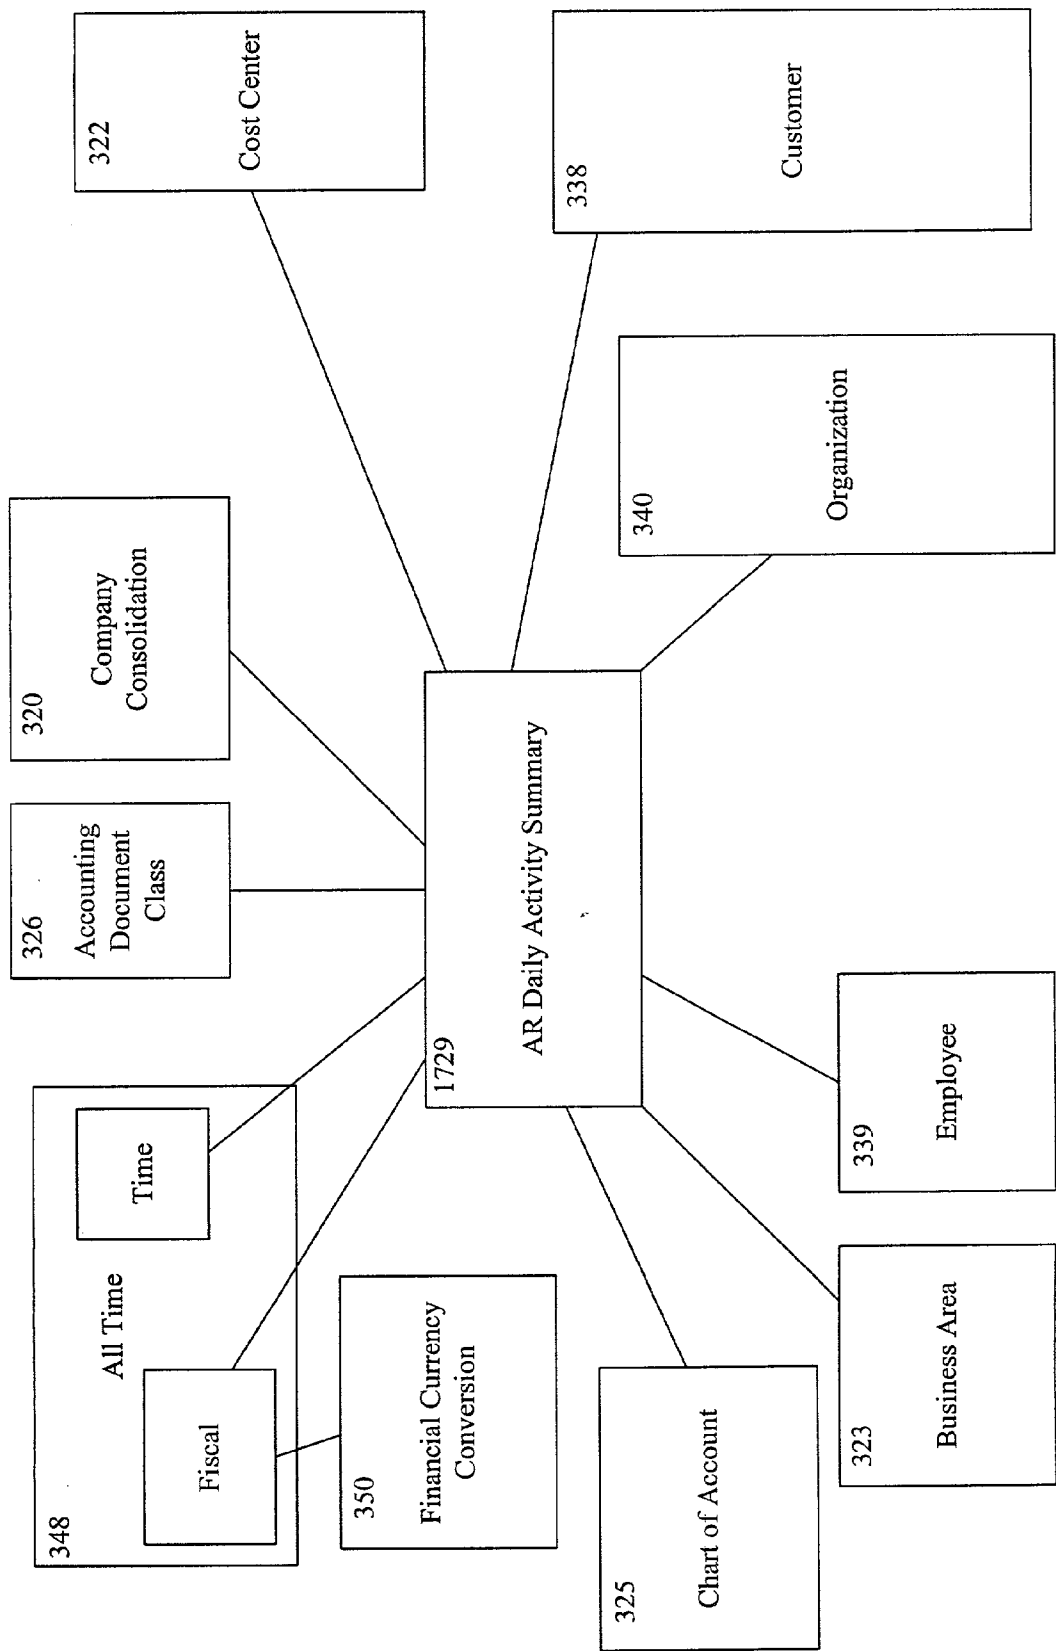 348
All Time
Fiscal
Time
326
Accounting
Document
Class
320
Company
Consolidation
322
Cost Center
350
Financial Currency
Conversion
1729
AR Daily Activity Summary
338
Customer
325
Chart of Account
340
Organization
323
Business Area
339
Employee